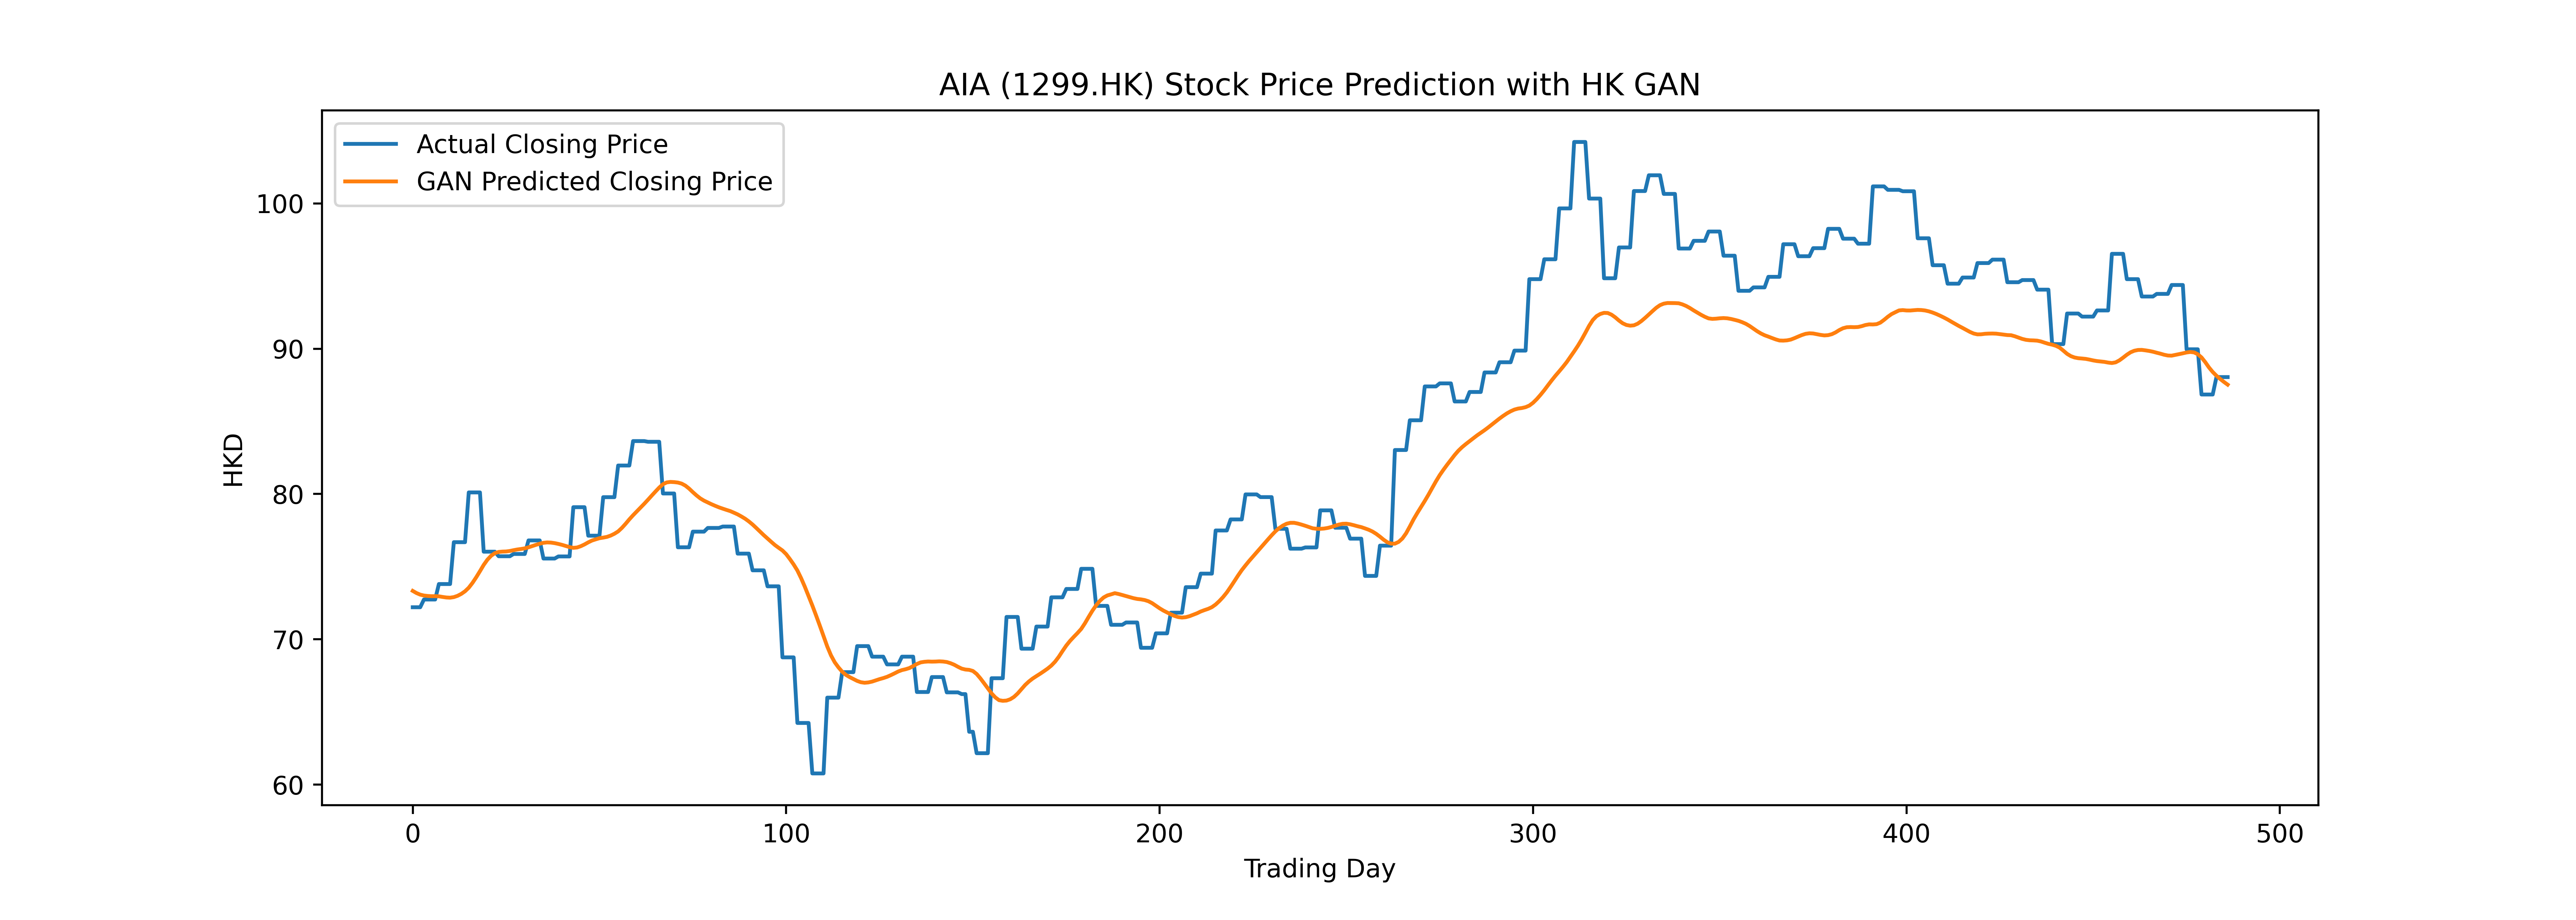 AIA (1299.HK) Stock Price Prediction with HK GAN
Actual Closing Price
GAN Predicted Closing Price
100
90
80
70
60
HKD
0
100
200
300
400
500
Trading Day